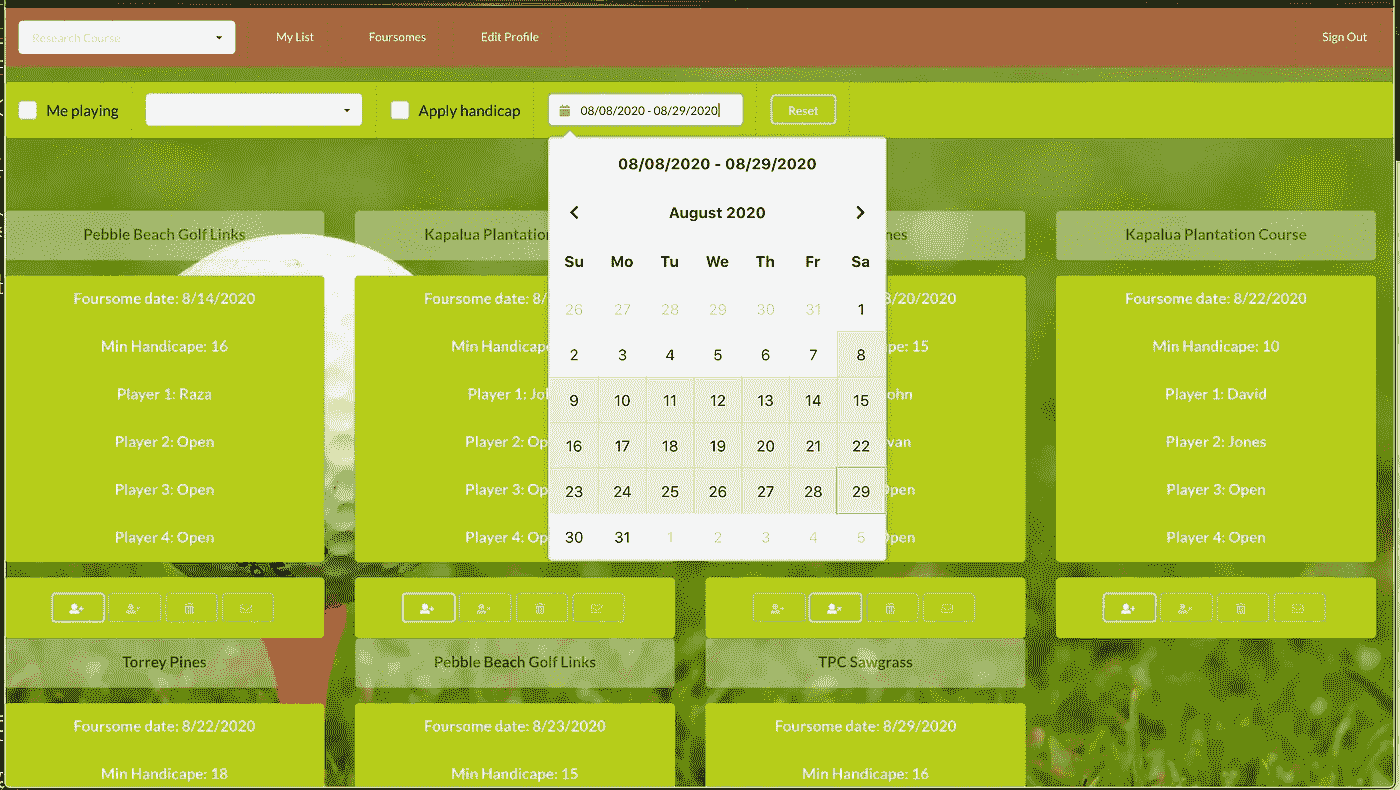 Research Course
My List
Foursomes
Edit Profile
Sign Out
Me playing
Apply handicap
08/08/2020 - 08/29/2020
Reset
08/08/2020 - 08/29/2020
August 2020
Su Mo Tu We Th Fr Sa
26 27 28 29 30 31 1
2 3 4 5 6 7 8
9 10 11 12 13 14 15
16 17 18 19 20 21 22
23 24 25 26 27 28 29
30 31 1 2 3 4 5
Pebble Beach Golf Links
Foursome date: 8/14/2020
Min Handicape: 16
Player 1: Raza
Player 2: Open
Player 3: Open
Player 4: Open
Kapalua Plantation
Foursome date: 8/
Min Handicape:
Player 1: Jo
Player 2: Op
Player 3: Op
Player 4: Op
nes
8/20/2020
pe: 15
ohn
van
Open
Open
Kapalua Plantation Course
Foursome date: 8/22/2020
Min Handicape: 10
Player 1: David
Player 2: Jones
Player 3: Open
Player 4: Open
Torrey Pines
Foursome date: 8/22/2020
Min Handicape: 18
Pebble Beach Golf Links
Foursome date: 8/23/2020
Min Handicape: 15
TPC Sawgrass
Foursome date: 8/29/2020
Min Handicape: 16